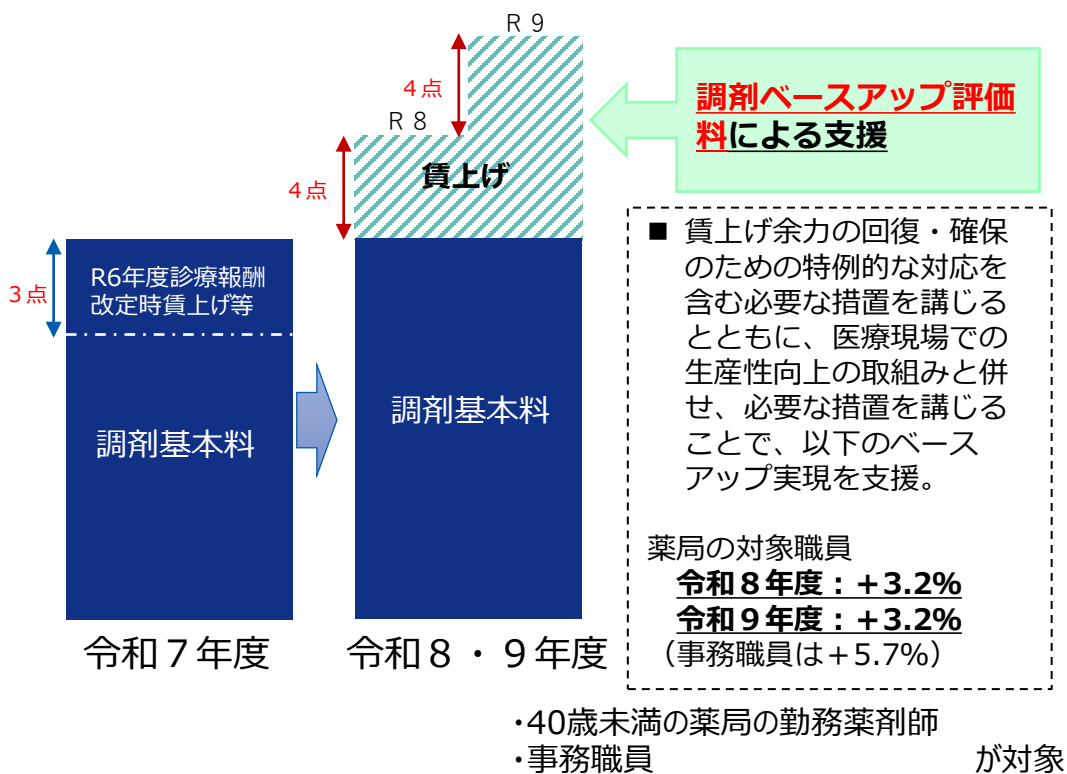 R 9
4点
R 8
賃上げ
4点
3点
R6年度診療報酬
改定時賃上げ等
調剤基本料
調剤基本料
令和７年度
令和８・９年度
調剤ベースアップ評価
料による支援
■ 賃上げ余力の回復・確保
のための特例的な対応を
含む必要な措置を講じる
とともに、医療現場での
生産性向上の取組みと併
せ、必要な措置を講じる
ことで、以下のベース
アップ実現を支援。
薬局の対象職員
令和８年度：＋3.2%
令和９年度：＋3.2%
（事務職員は＋5.7%）
・40歳未満の薬局の勤務薬剤師
・事務職員 が対象